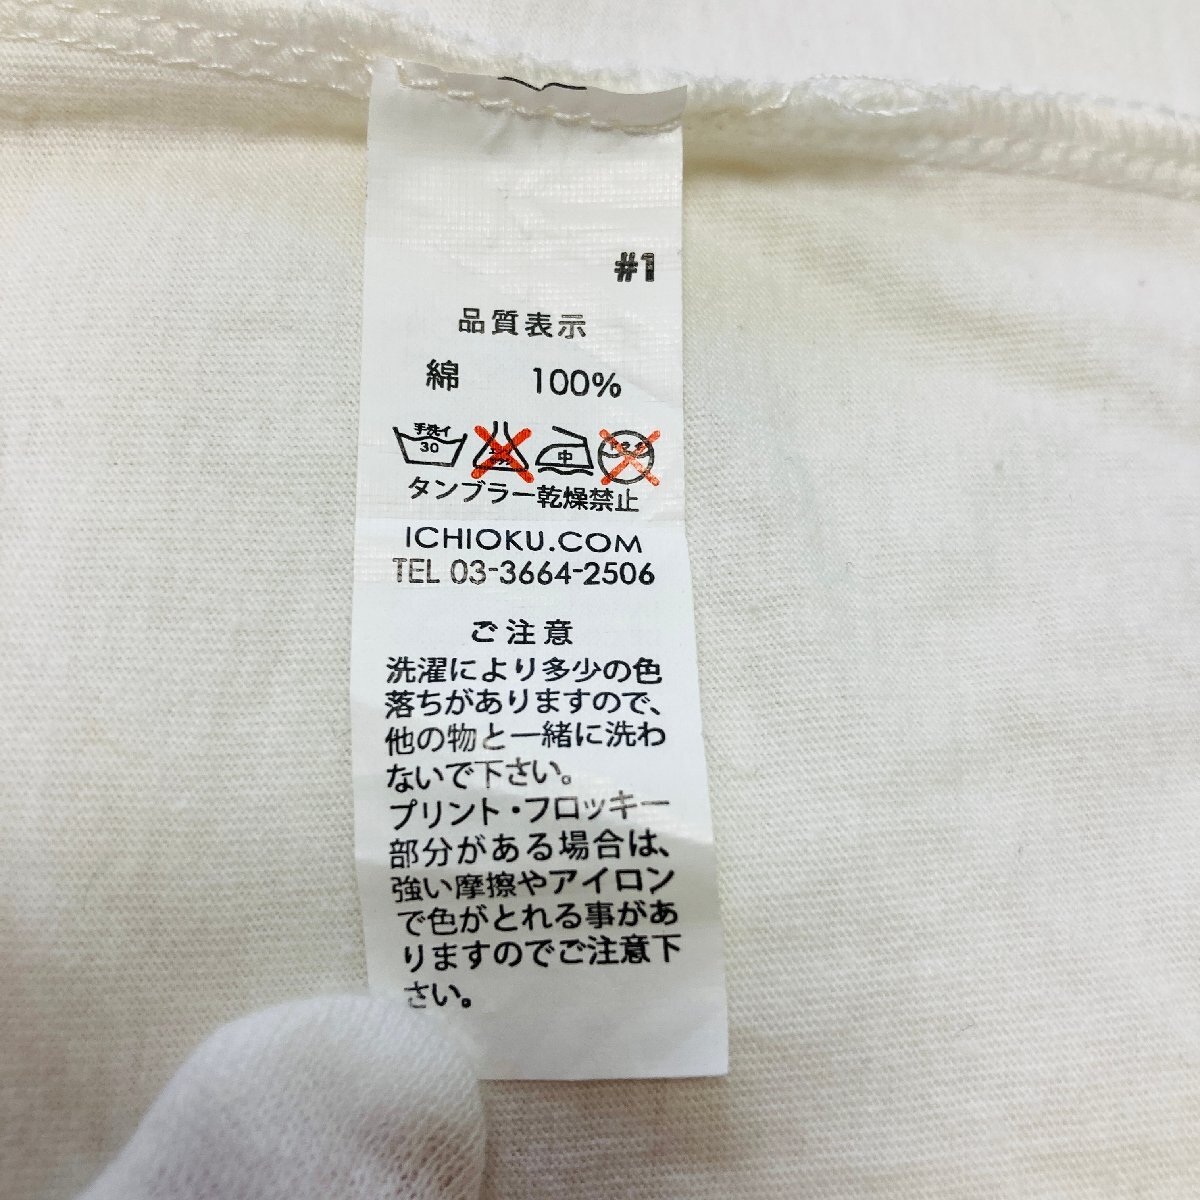 #1
品質表示
綿 100%
手洗イ
30
中
タンブラー乾燥禁止
ICHIOKU.COM
TEL 03-3664-2506
ご注意
洗濯により多少の色
落ちがありますので、
他の物と一緒に洗わ
ないで下さい。
プリント・フロッキー
部分がある場合は、
強い摩擦やアイロン
で色がとれる事があ
りますのでご注意下
さい。